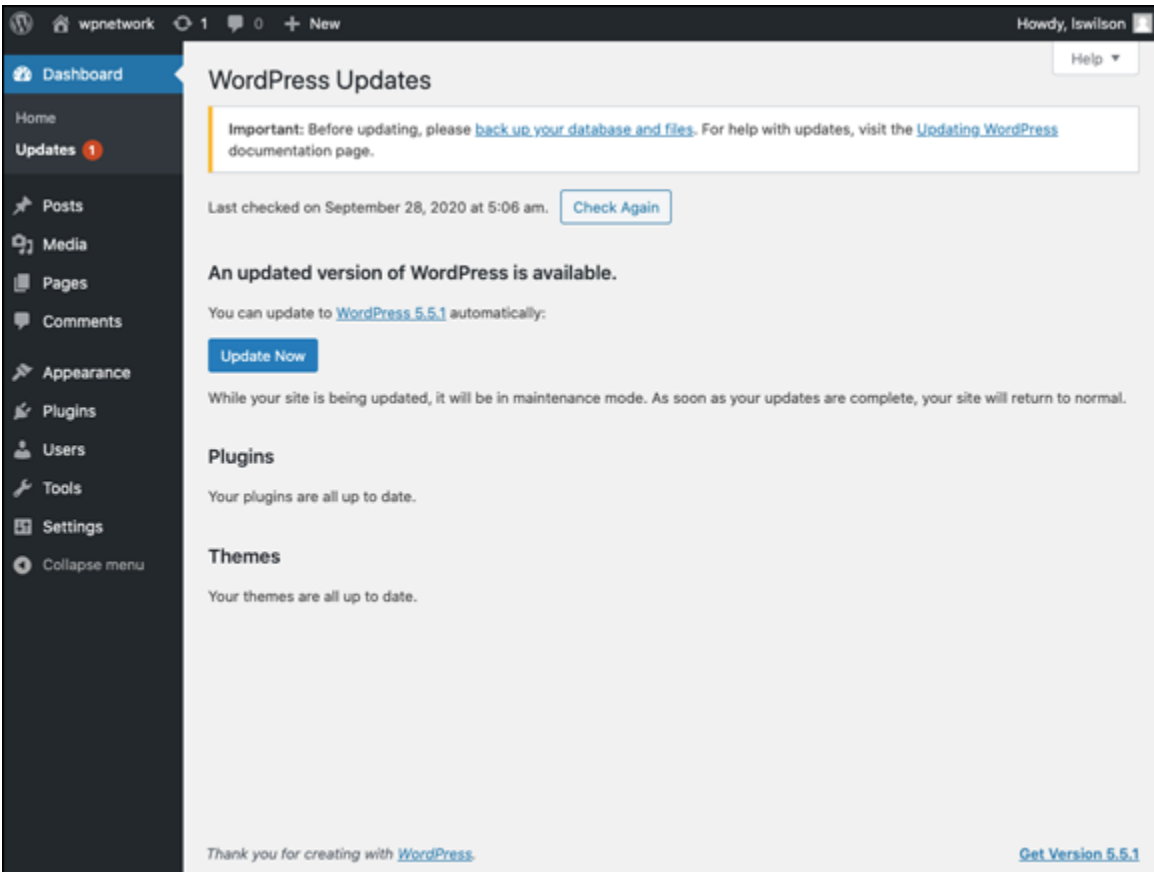 wpnetwork 1 0 + New Howdy, lswilson
Dashboard
Home
Updates 1
Posts
Media
Pages
Comments
Appearance
Plugins
Users
Tools
Settings
Collapse menu
Help
WordPress Updates
Important: Before updating, please back up your database and files. For help with updates, visit the Updating WordPress
documentation page.
Last checked on September 28, 2020 at 5:06 am. Check Again
An updated version of WordPress is available.
You can update to WordPress 5.5.1 automatically:
Update Now
While your site is being updated, it will be in maintenance mode. As soon as your updates are complete, your site will return to normal.
Plugins
Your plugins are all up to date.
Themes
Your themes are all up to date.
Thank you for creating with WordPress. Get Version 5.5.1